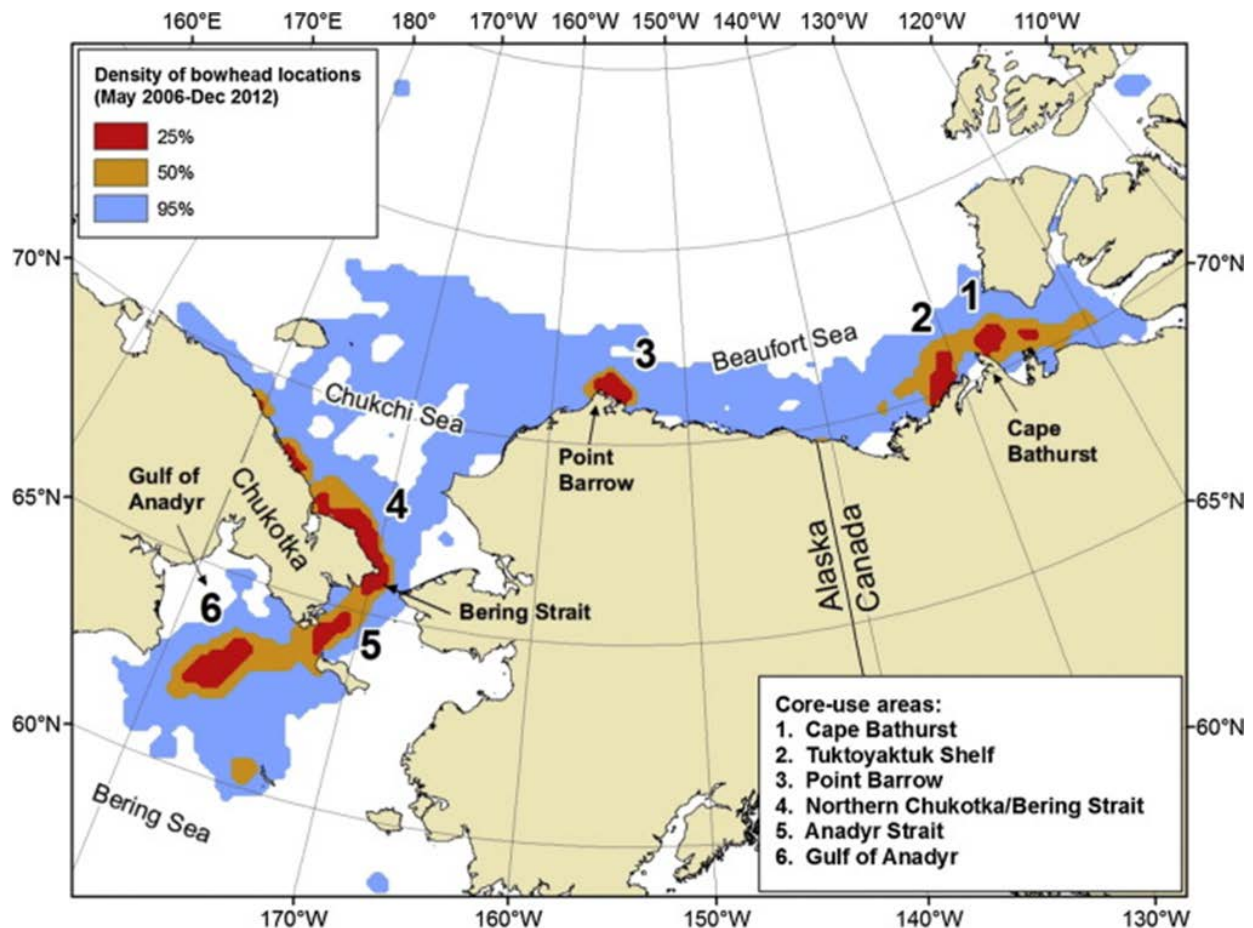 160°E 170°E 180° 170°W 160°W 150°W 140°W 130°W 120°W 110°W
Density of bowhead locations
(May 2006-Dec 2012)
25%
50%
95%
70°N
70°N
1
2
3
Beaufort Sea
Chukchi Sea
Cape
Bathurst
Point
Barrow
Gulf of
Anadyr
Chukotka
4
65°N
65°N
Alaska
Canada
6
Bering Strait
5
60°N
60°N
Bering Sea
Core-use areas:
1. Cape Bathurst
2. Tuktoyaktuk Shelf
3. Point Barrow
4. Northern Chukotka/Bering Strait
5. Anadyr Strait
6. Gulf of Anadyr
170°W 160°W 150°W 140°W 130°W